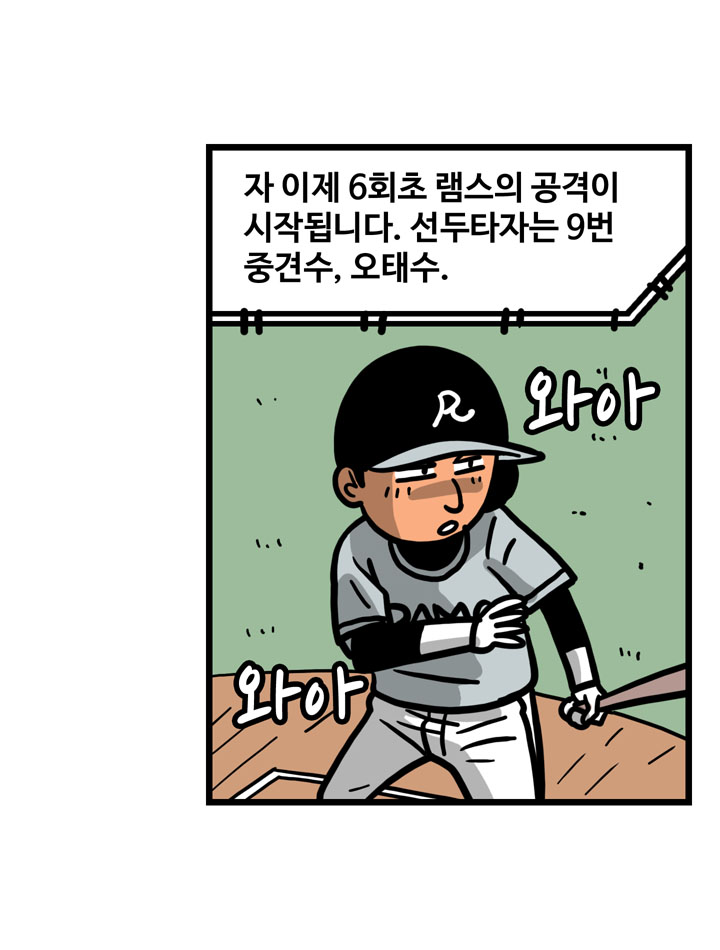 자 이제 6회초 램스의 공격이
시작됩니다. 선두타자는 9번
중견수, 오태수.
와아
R
RAMS
와아